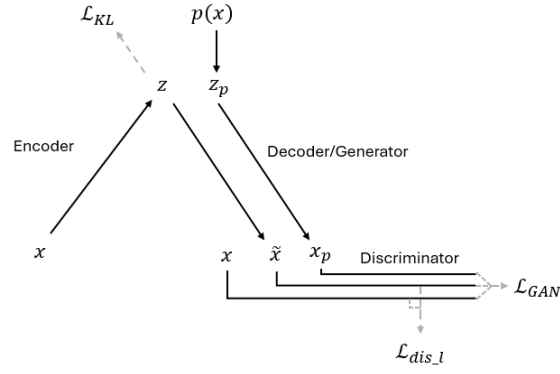 ℒ_KL
p(x)
z
z_p
Encoder
Decoder/Generator
x
x
x̃
x_p
Discriminator
ℒ_GAN
ℒ_dis_l